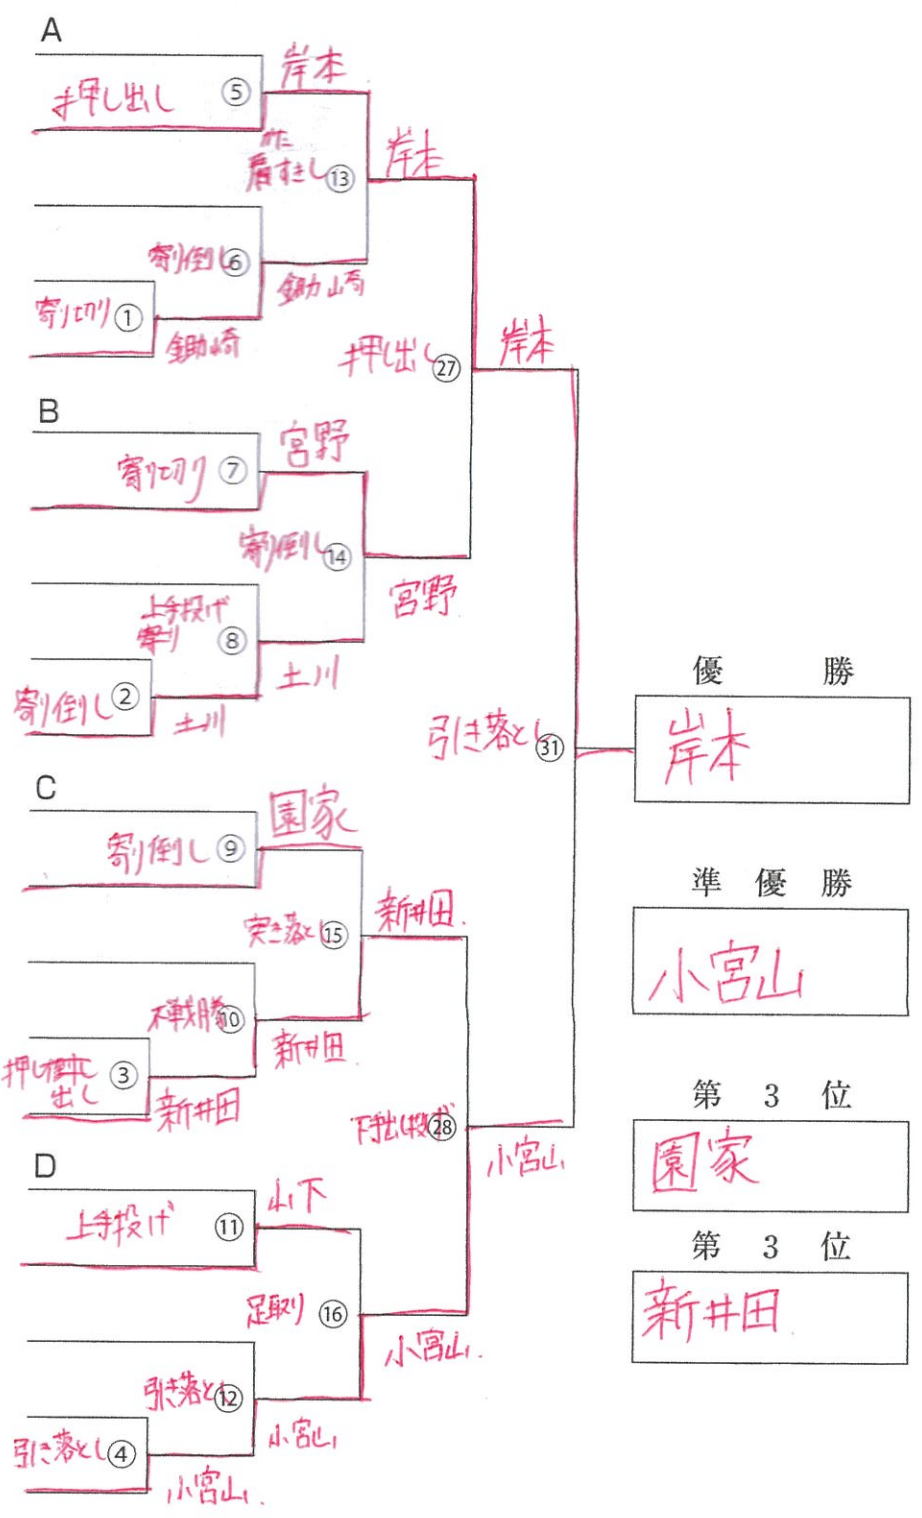 A
岸本
押し出し ⑤
かた
肩すきし ⑬
岸本
寄り倒し ⑥
鋤山崎
寄り切り ①
鋤崎
押し出し ㉗
岸本
B
宮野
寄り切り ⑦
寄り倒し ⑭
宮野
上手投げ
寄り ⑧
土川
寄り倒し ②
土川
引き落とし ㉛
優勝
岸本
C
園家
寄り倒し ⑨
新井田.
突き落とし ⑮
不戦勝 ⑩
新井田.
押し
出し ③
新井田
準優勝
小宮山
下手出し投げ ㉘
小宮山
第3位
園家
D
山下
上手投げ ⑪
足取り ⑯
小宮山.
第3位
新井田.
引き落とし ⑫
小宮山
引き落とし ④
小宮山.